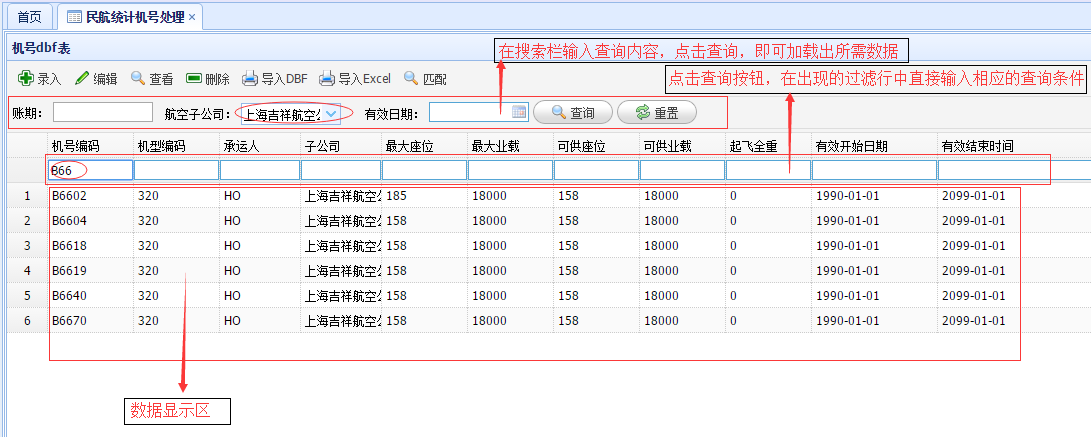 首页 民航统计机号处理
机号dbf表
在搜索栏输入查询内容，点击查询，即可加载出所需数据
录入 编辑 查看 删除 导入DBF 导入Excel 匹配
点击查询按钮，在出现的过滤行中直接输入相应的查询条件
账期： 航空子公司： 上海吉祥航空公 有效日期： 查询 重置
机号编码 机型编码 承运人 子公司 最大座位 最大业载 可供座位 可供业载 起飞全重 有效开始日期 有效结束时间
B66
1 B6602 320 HO 上海吉祥航空公 185 18000 158 18000 0 1990-01-01 2099-01-01
2 B6604 320 HO 上海吉祥航空公 158 18000 158 18000 0 1990-01-01 2099-01-01
3 B6618 320 HO 上海吉祥航空公 158 18000 158 18000 0 1990-01-01 2099-01-01
4 B6619 320 HO 上海吉祥航空公 158 18000 158 18000 0 1990-01-01 2099-01-01
5 B6640 320 HO 上海吉祥航空公 158 18000 158 18000 0 1990-01-01 2099-01-01
6 B6670 320 HO 上海吉祥航空公 158 18000 158 18000 0 1990-01-01 2099-01-01
数据显示区